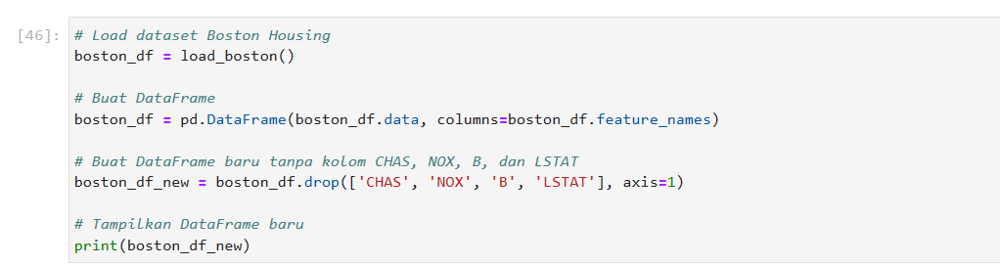 [46]: # Load dataset Boston Housing
boston_df = load_boston()
# Buat DataFrame
boston_df = pd.DataFrame(boston_df.data, columns=boston_df.feature_names)
# Buat DataFrame baru tanpa kolom CHAS, NOX, B, dan LSTAT
boston_df_new = boston_df.drop(['CHAS', 'NOX', 'B', 'LSTAT'], axis=1)
# Tampilkan DataFrame baru
print(boston_df_new)